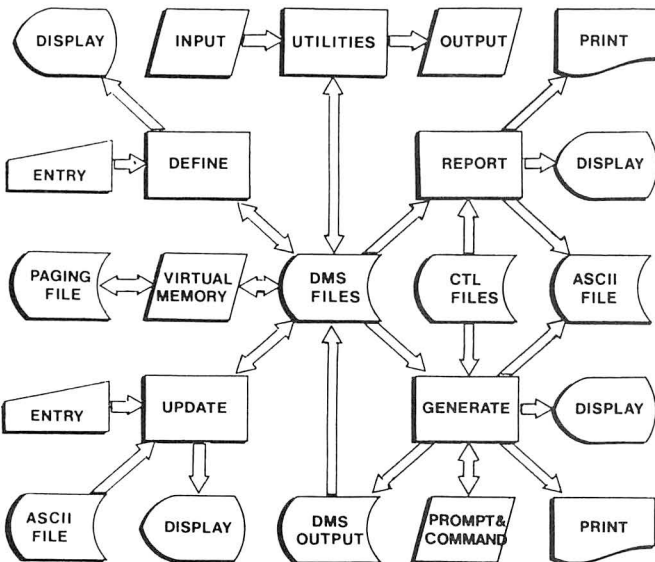 DISPLAY
INPUT
UTILITIES
OUTPUT
PRINT
ENTRY
DEFINE
REPORT
DISPLAY
PAGING
FILE
VIRTUAL
MEMORY
DMS
FILES
CTL
FILES
ASCII
FILE
ENTRY
UPDATE
GENERATE
DISPLAY
ASCII
FILE
DISPLAY
DMS
OUTPUT
PROMPT&
COMMAND
PRINT